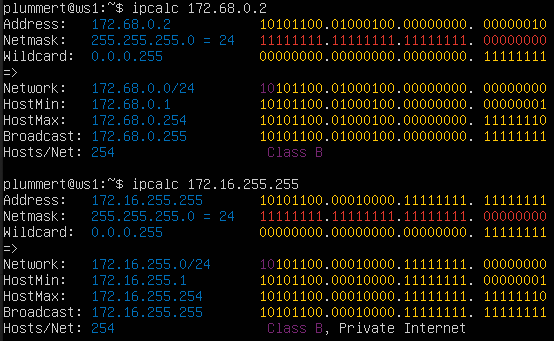 plummert@ws1:~$ ipcalc 172.68.0.2
Address:   172.68.0.2           10101100.01000100.00000000. 00000010
Netmask:   255.255.255.0 = 24   11111111.11111111.11111111. 00000000
Wildcard:  0.0.0.255            00000000.00000000.00000000. 11111111
=>
Network:   172.68.0.0/24        10101100.01000100.00000000. 00000000
HostMin:   172.68.0.1           10101100.01000100.00000000. 00000001
HostMax:   172.68.0.254         10101100.01000100.00000000. 11111110
Broadcast: 172.68.0.255         10101100.01000100.00000000. 11111111
Hosts/Net: 254                   Class B
plummert@ws1:~$ ipcalc 172.16.255.255
Address:   172.16.255.255       10101100.00010000.11111111. 11111111
Netmask:   255.255.255.0 = 24   11111111.11111111.11111111. 00000000
Wildcard:  0.0.0.255            00000000.00000000.00000000. 11111111
=>
Network:   172.16.255.0/24      10101100.00010000.11111111. 00000000
HostMin:   172.16.255.1         10101100.00010000.11111111. 00000001
HostMax:   172.16.255.254       10101100.00010000.11111111. 11111110
Broadcast: 172.16.255.255       10101100.00010000.11111111. 11111111
Hosts/Net: 254                   Class B, Private Internet